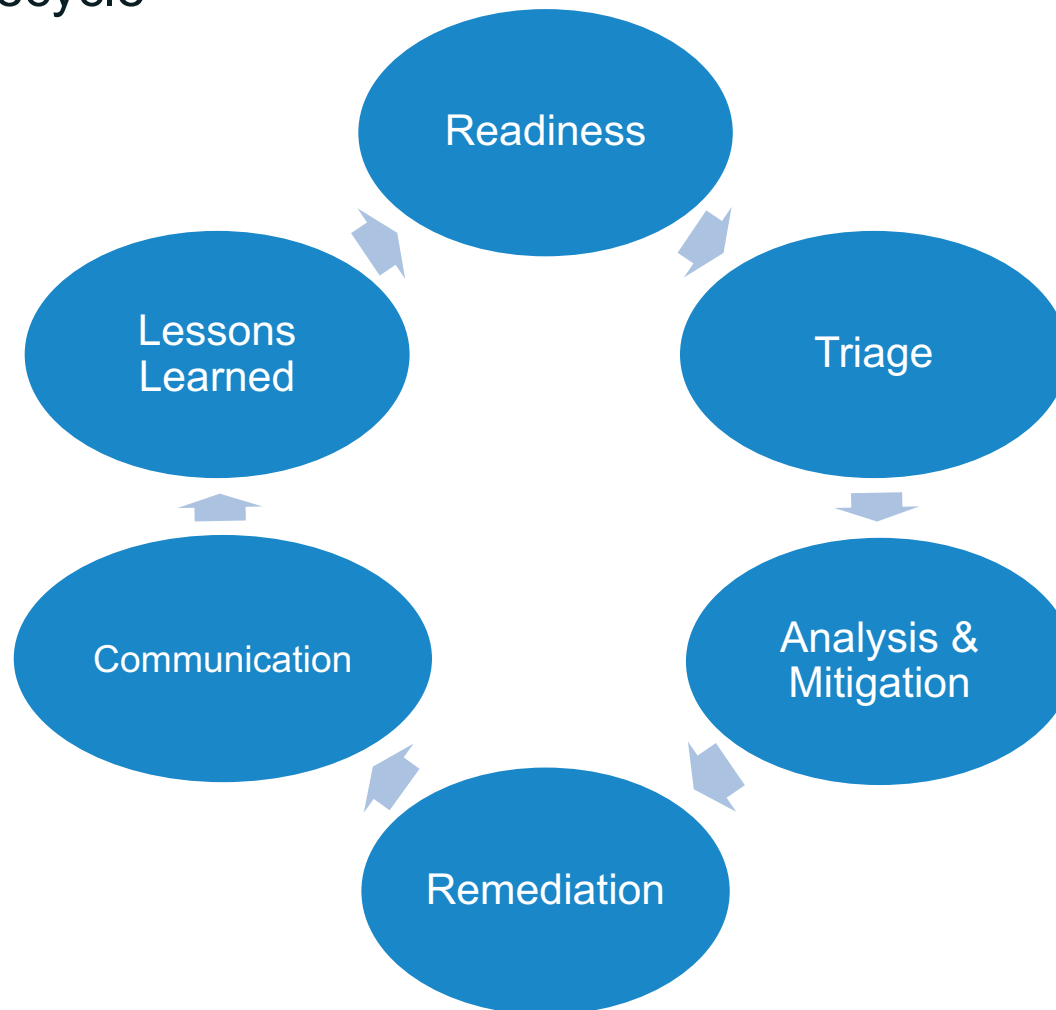 Readiness
Lessons
Learned
Triage
Communication
Analysis &
Mitigation
Remediation